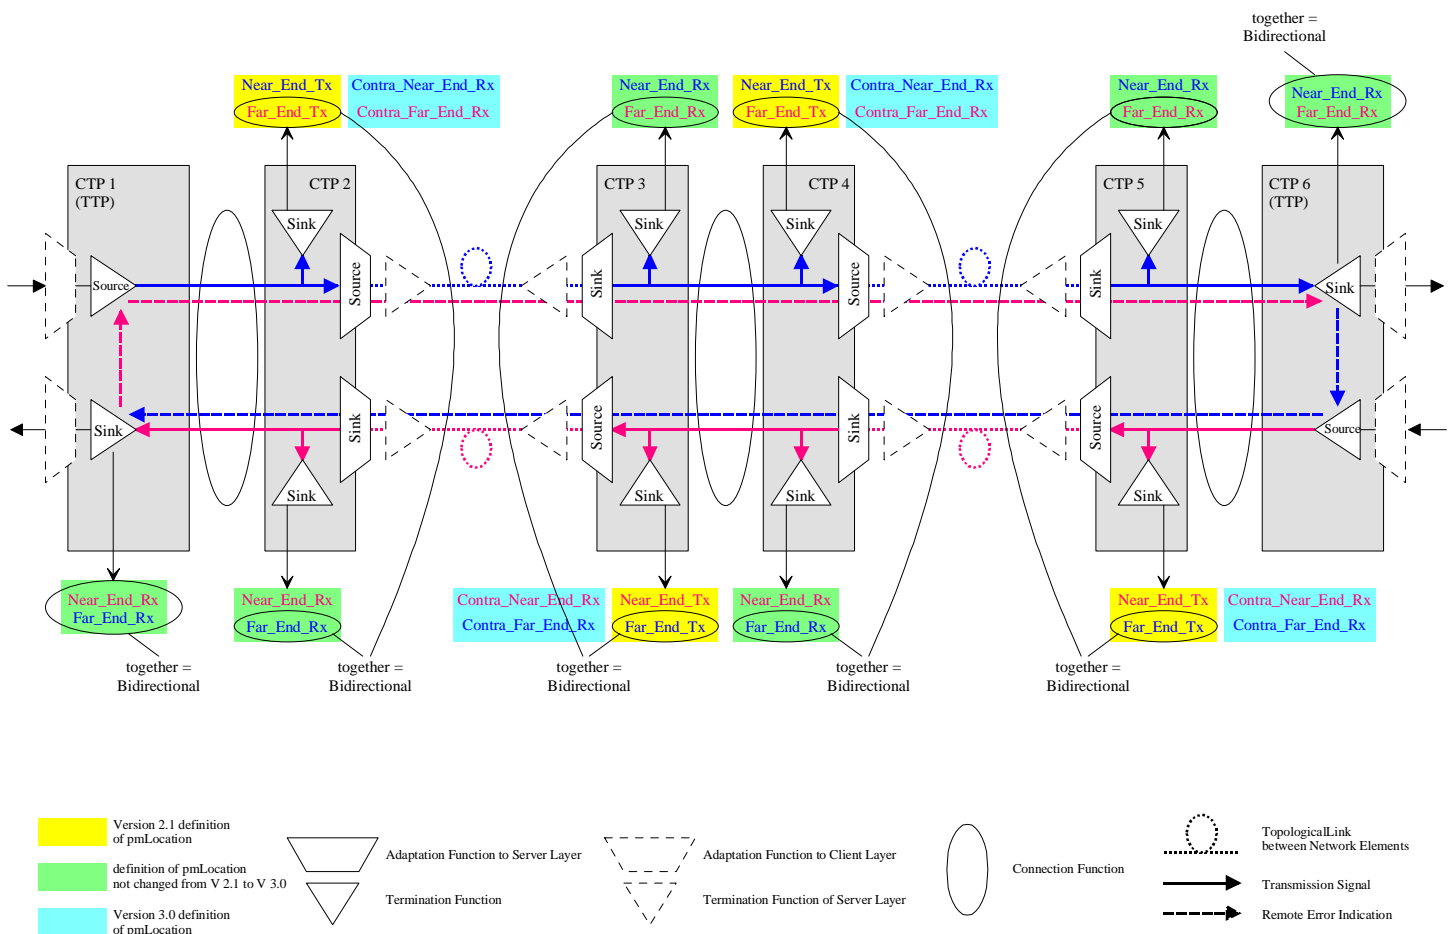 together =
Bidirectional
Near_End_Tx
Far_End_Tx
Contra_Near_End_Rx
Contra_Far_End_Rx
Near_End_Rx
Far_End_Rx
Near_End_Tx
Far_End_Tx
Contra_Near_End_Rx
Contra_Far_End_Rx
Near_End_Rx
Far_End_Rx
Near_End_Rx
Far_End_Rx
CTP 1
(TTP)
CTP 2
CTP 3
CTP 4
CTP 5
CTP 6
(TTP)
Sink
Sink
Sink
Sink
Source
Source
Sink
Source
Sink
Sink
Sink
Sink
Source
Sink
Source
Source
Sink
Sink
Sink
Sink
Near_End_Rx
Far_End_Rx
Near_End_Rx
Far_End_Rx
Contra_Near_End_Rx
Contra_Far_End_Rx
Near_End_Tx
Far_End_Tx
Near_End_Rx
Far_End_Rx
Near_End_Tx
Far_End_Tx
Contra_Near_End_Rx
Contra_Far_End_Rx
together =
Bidirectional
together =
Bidirectional
together =
Bidirectional
together =
Bidirectional
together =
Bidirectional
Version 2.1 definition
of pmLocation
definition of pmLocation
not changed from V 2.1 to V 3.0
Version 3.0 definition
of pmLocation
Adaptation Function to Server Layer
Termination Function
Adaptation Function to Client Layer
Termination Function of Server Layer
Connection Function
TopologicalLink
between Network Elements
Transmission Signal
Remote Error Indication